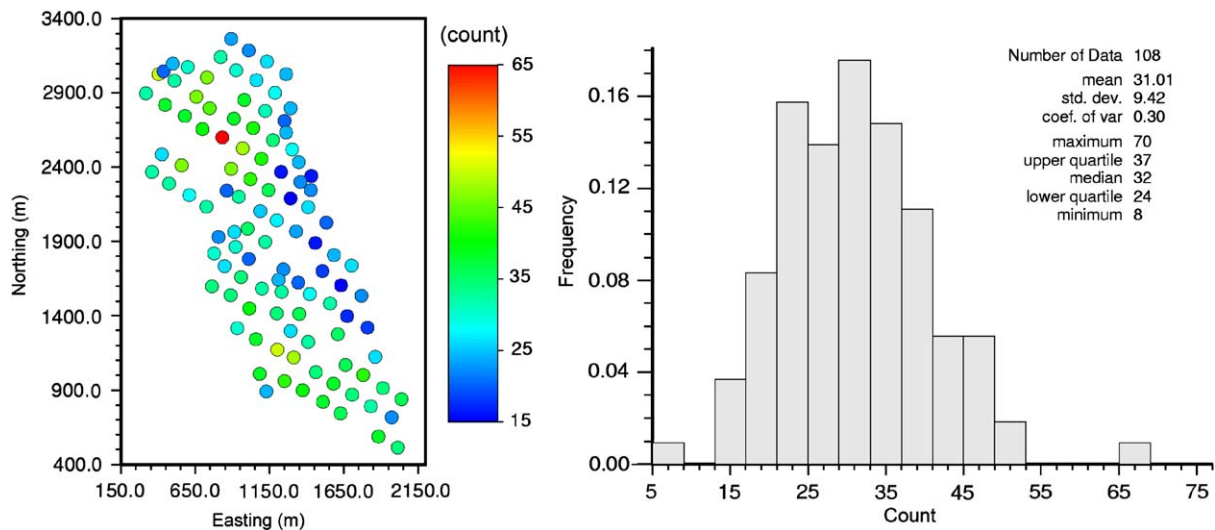 3400.0
2900.0
2400.0
1900.0
1400.0
900.0
400.0
Northing (m)
150.0 650.0 1150.0 1650.0 2150.0
Easting (m)
(count)
65
55
45
35
25
15
0.16
0.12
0.08
0.04
0.00
Frequency
5 15 25 35 45 55 65 75
Count
Number of Data 108
mean 31.01
std. dev. 9.42
coef. of var 0.30
maximum 70
upper quartile 37
median 32
lower quartile 24
minimum 8